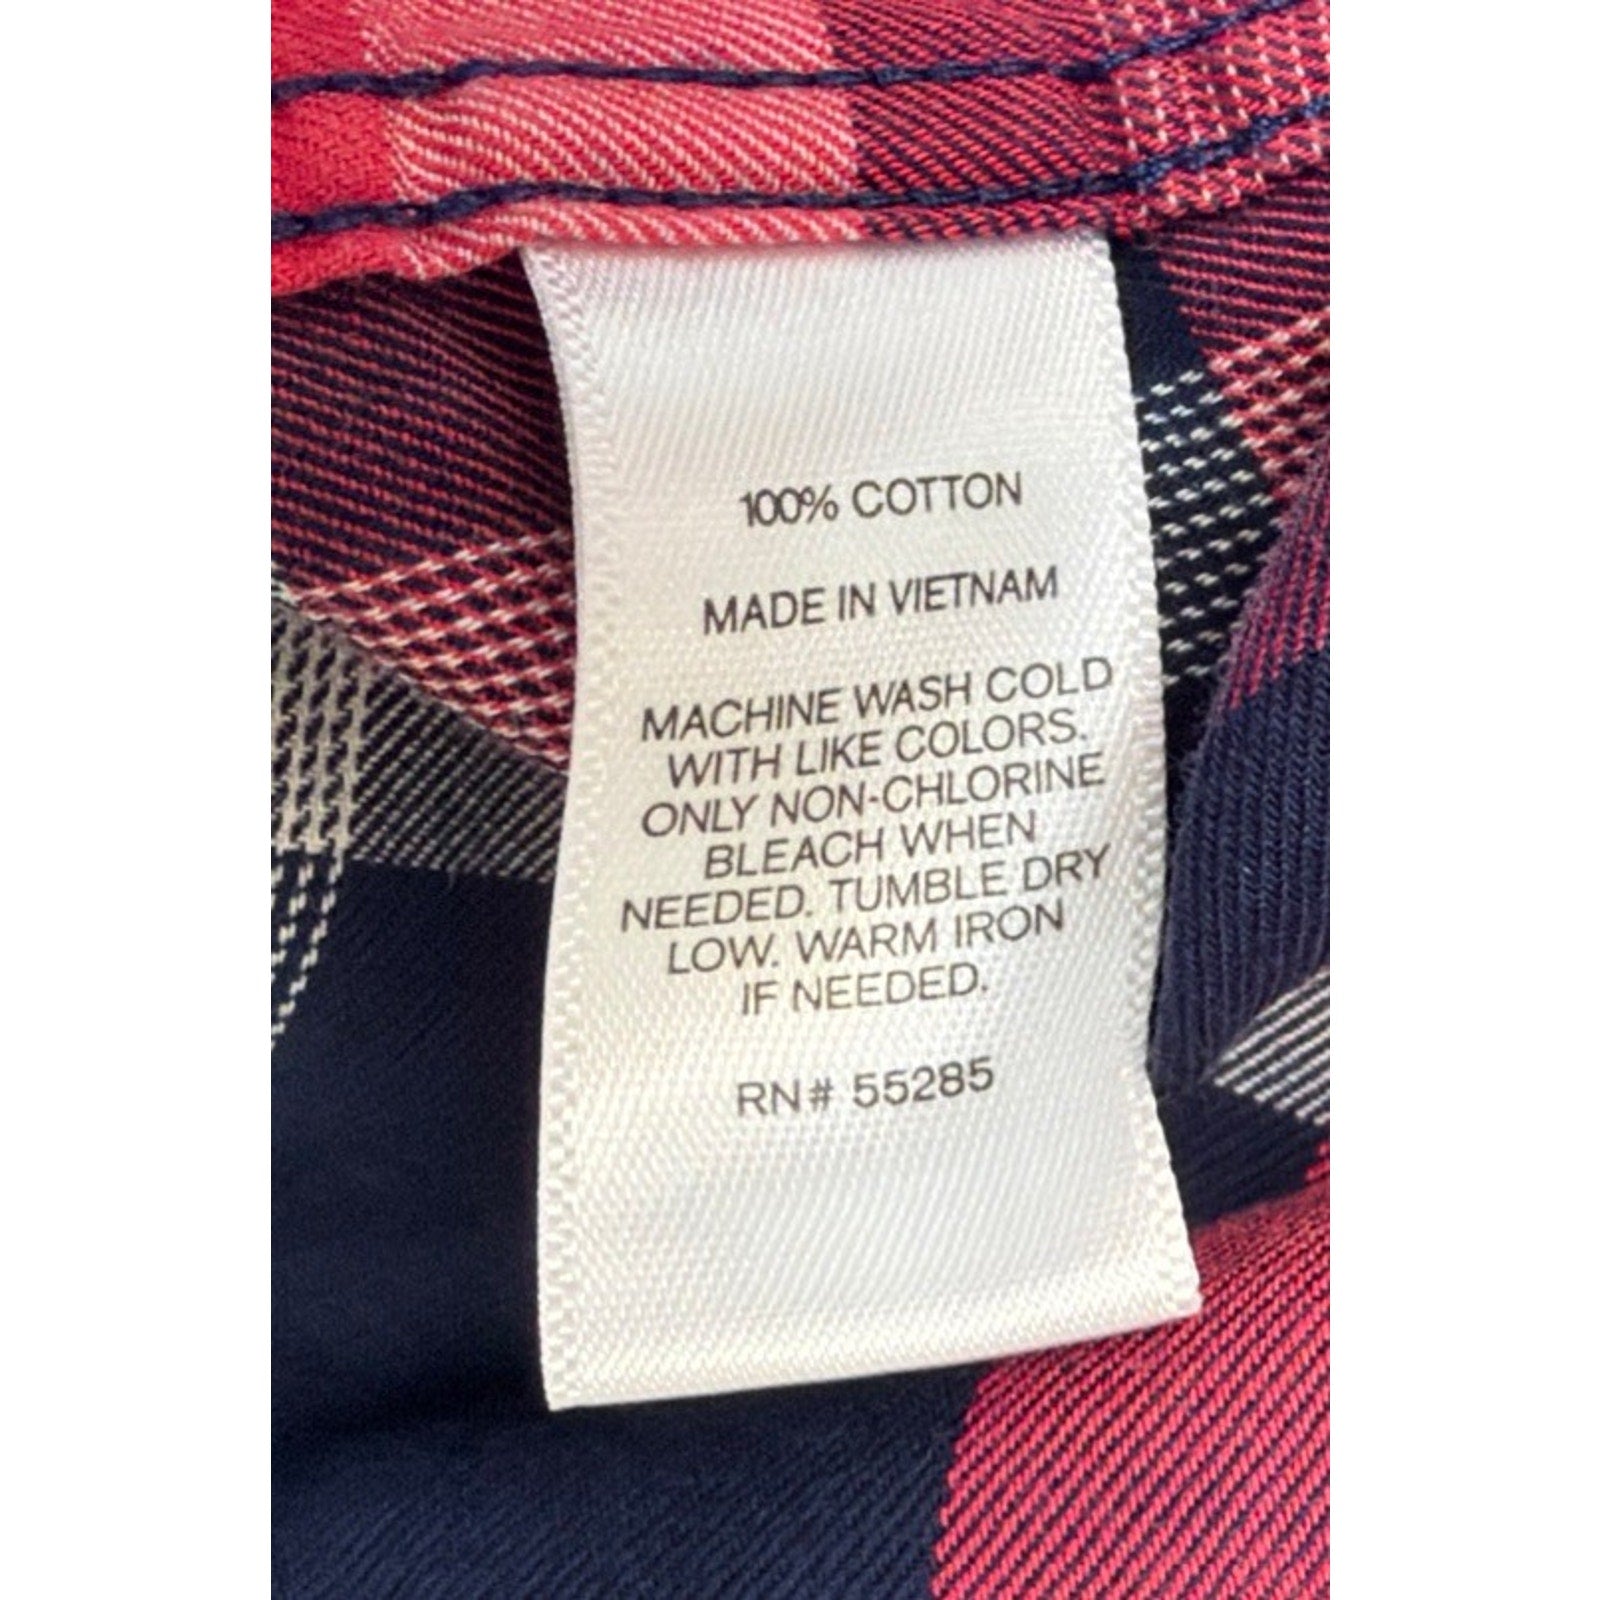 100% COTTON
MADE IN VIETNAM
MACHINE WASH COLD
WITH LIKE COLORS.
ONLY NON-CHLORINE
BLEACH WHEN
NEEDED. TUMBLE DRY
LOW. WARM IRON
IF NEEDED.
RN# 55285